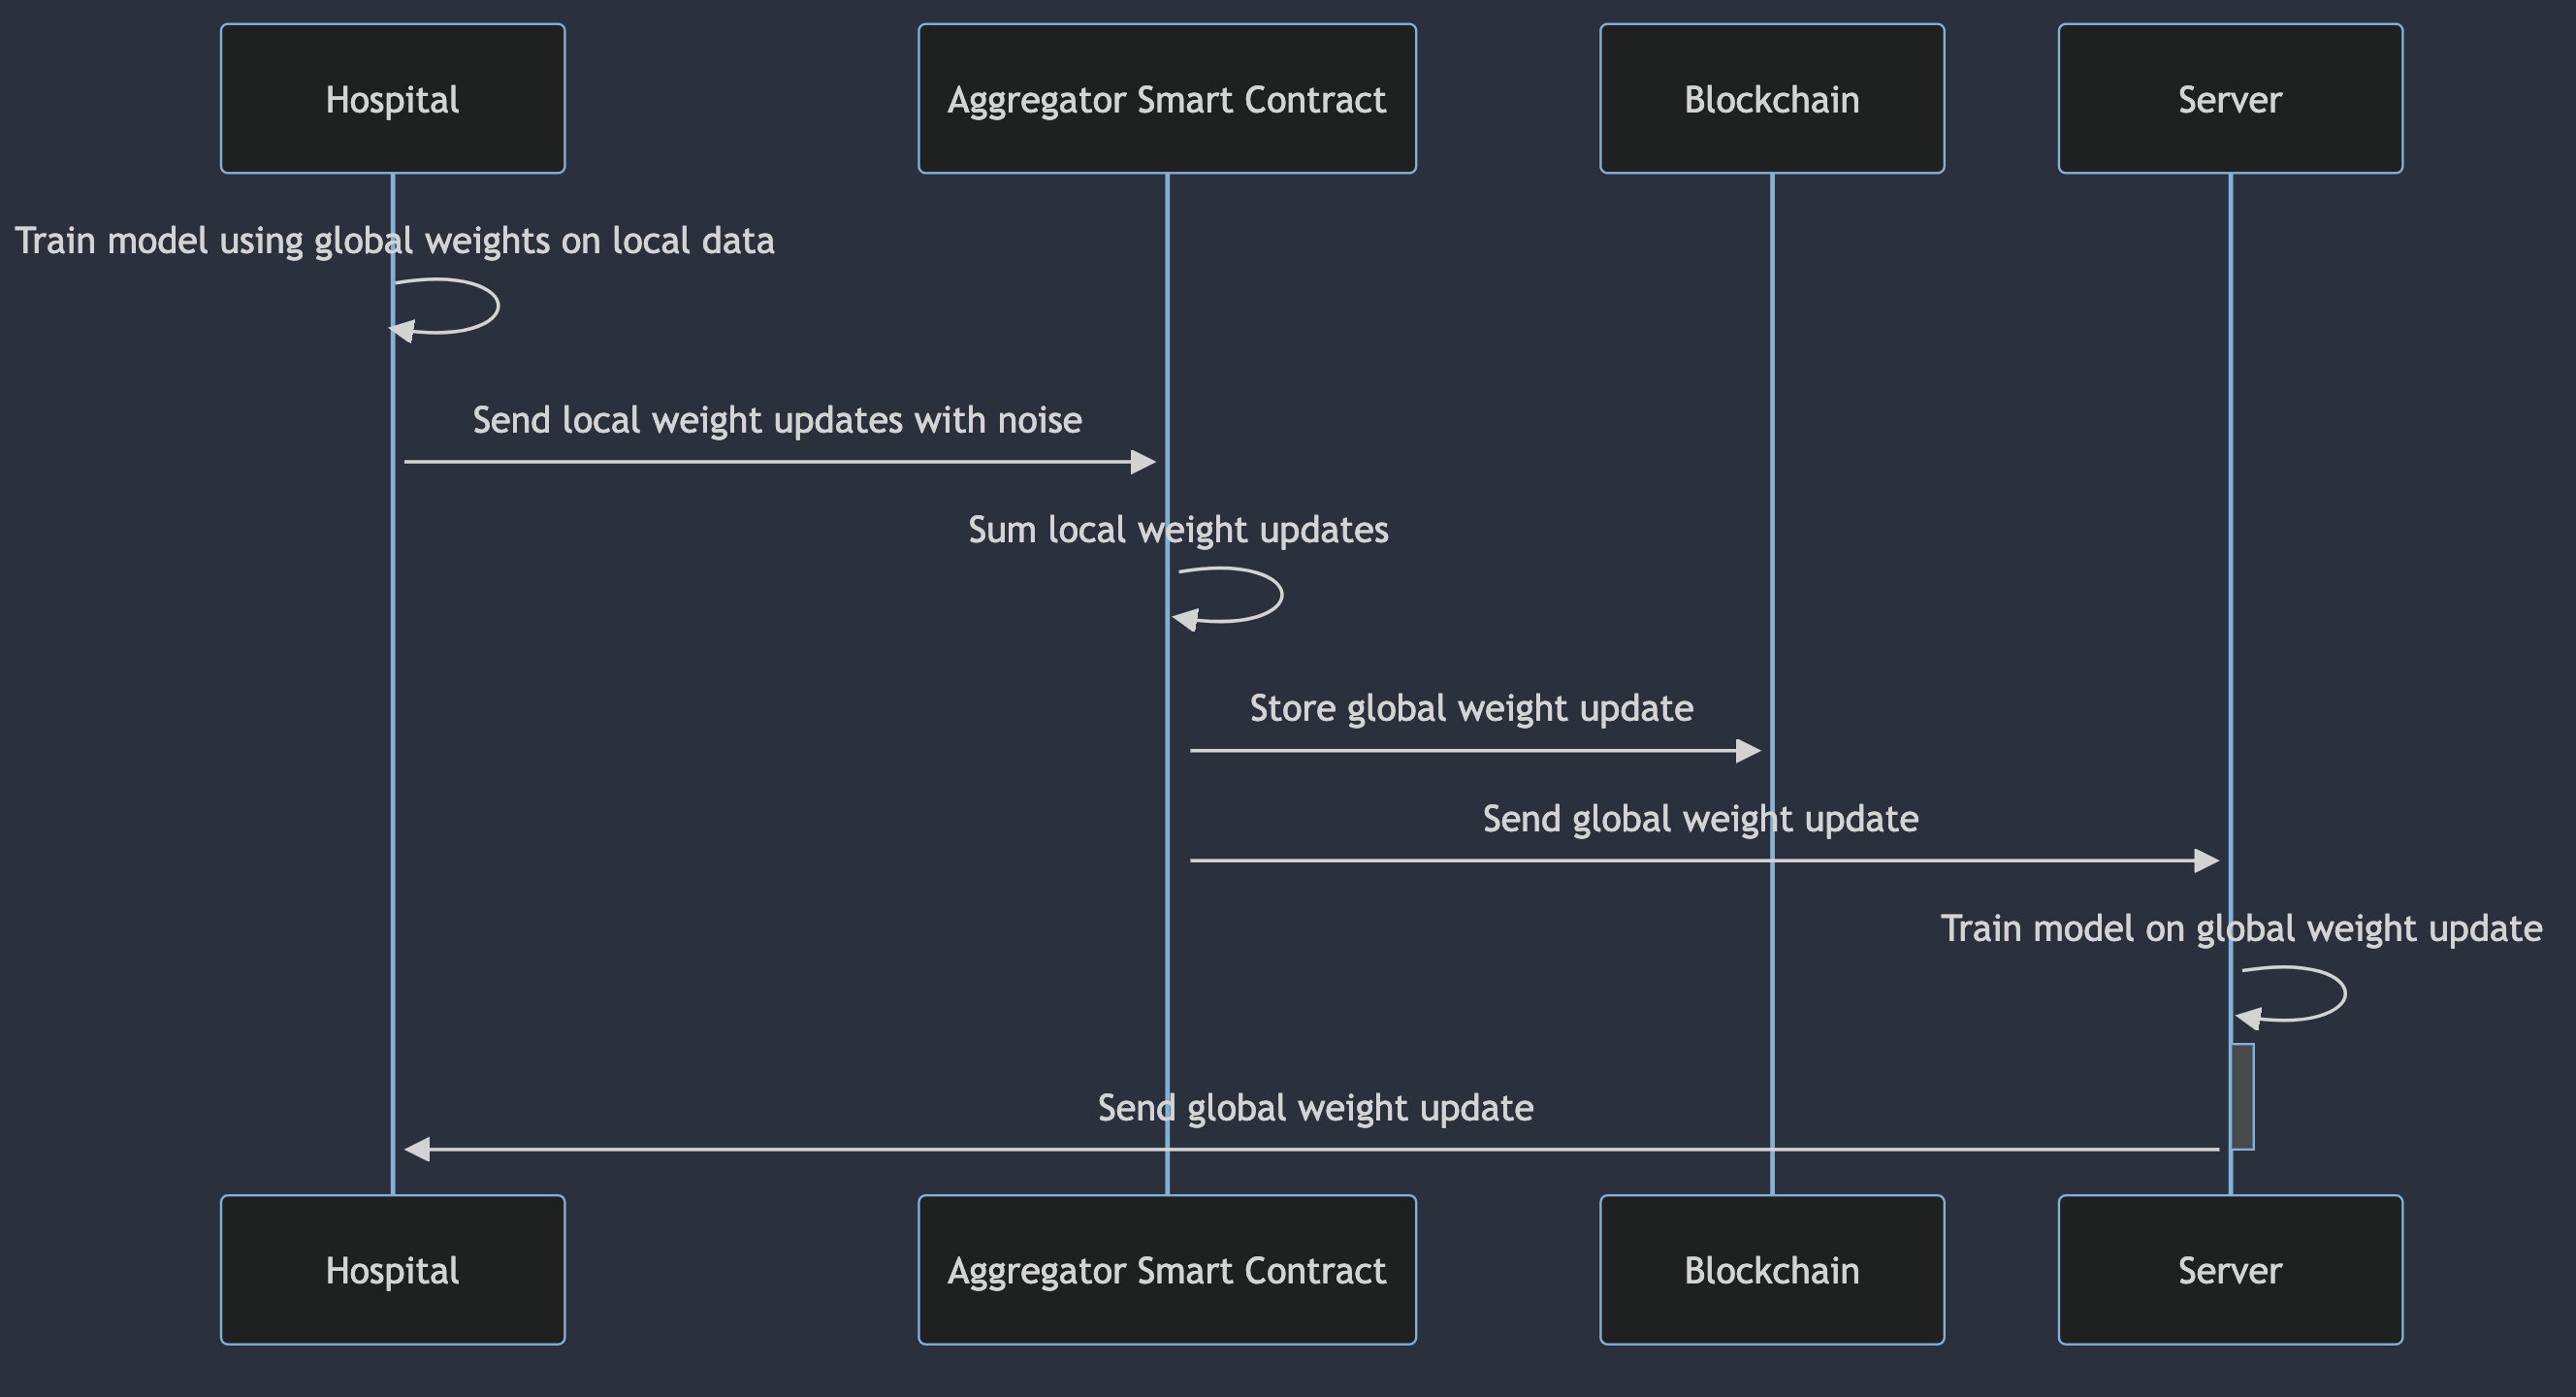 Hospital
Aggregator Smart Contract
Blockchain
Server
Train model using global weights on local data
Send local weight updates with noise
Sum local weight updates
Store global weight update
Send global weight update
Train model on global weight update
Send global weight update
Hospital
Aggregator Smart Contract
Blockchain
Server